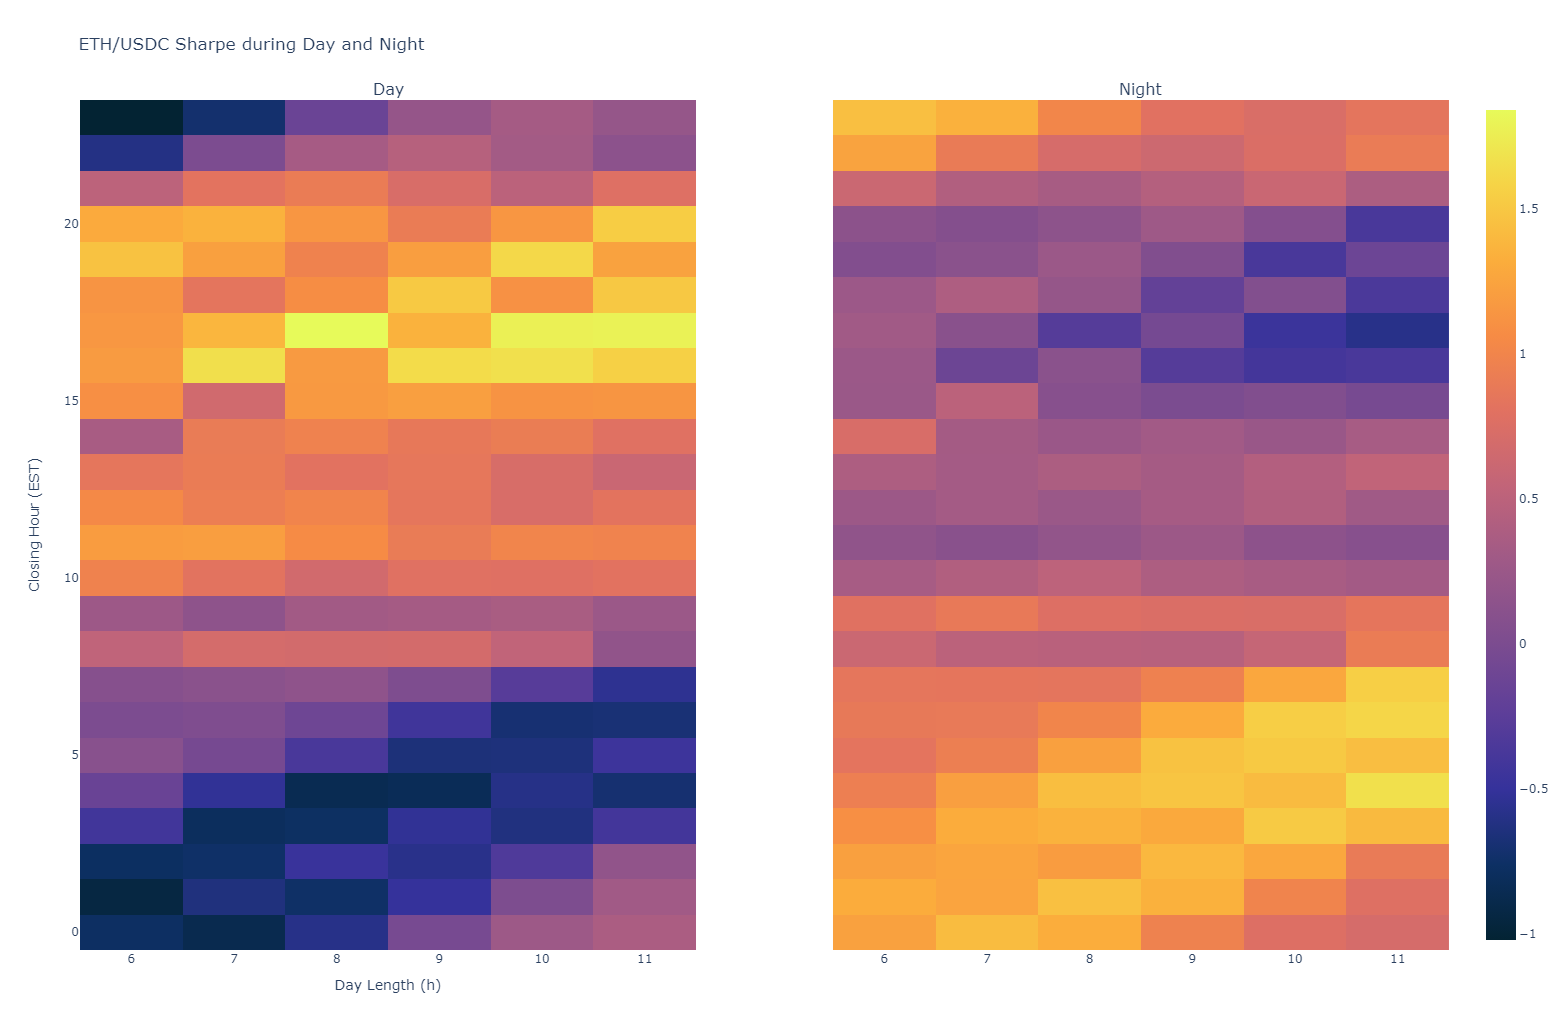 ETH/USDC Sharpe during Day and Night
Day
Night
20
15
10
5
0
Closing Hour (EST)
6 7 8 9 10 11
Day Length (h)
6 7 8 9 10 11
1.5
1
0.5
0
−0.5
−1